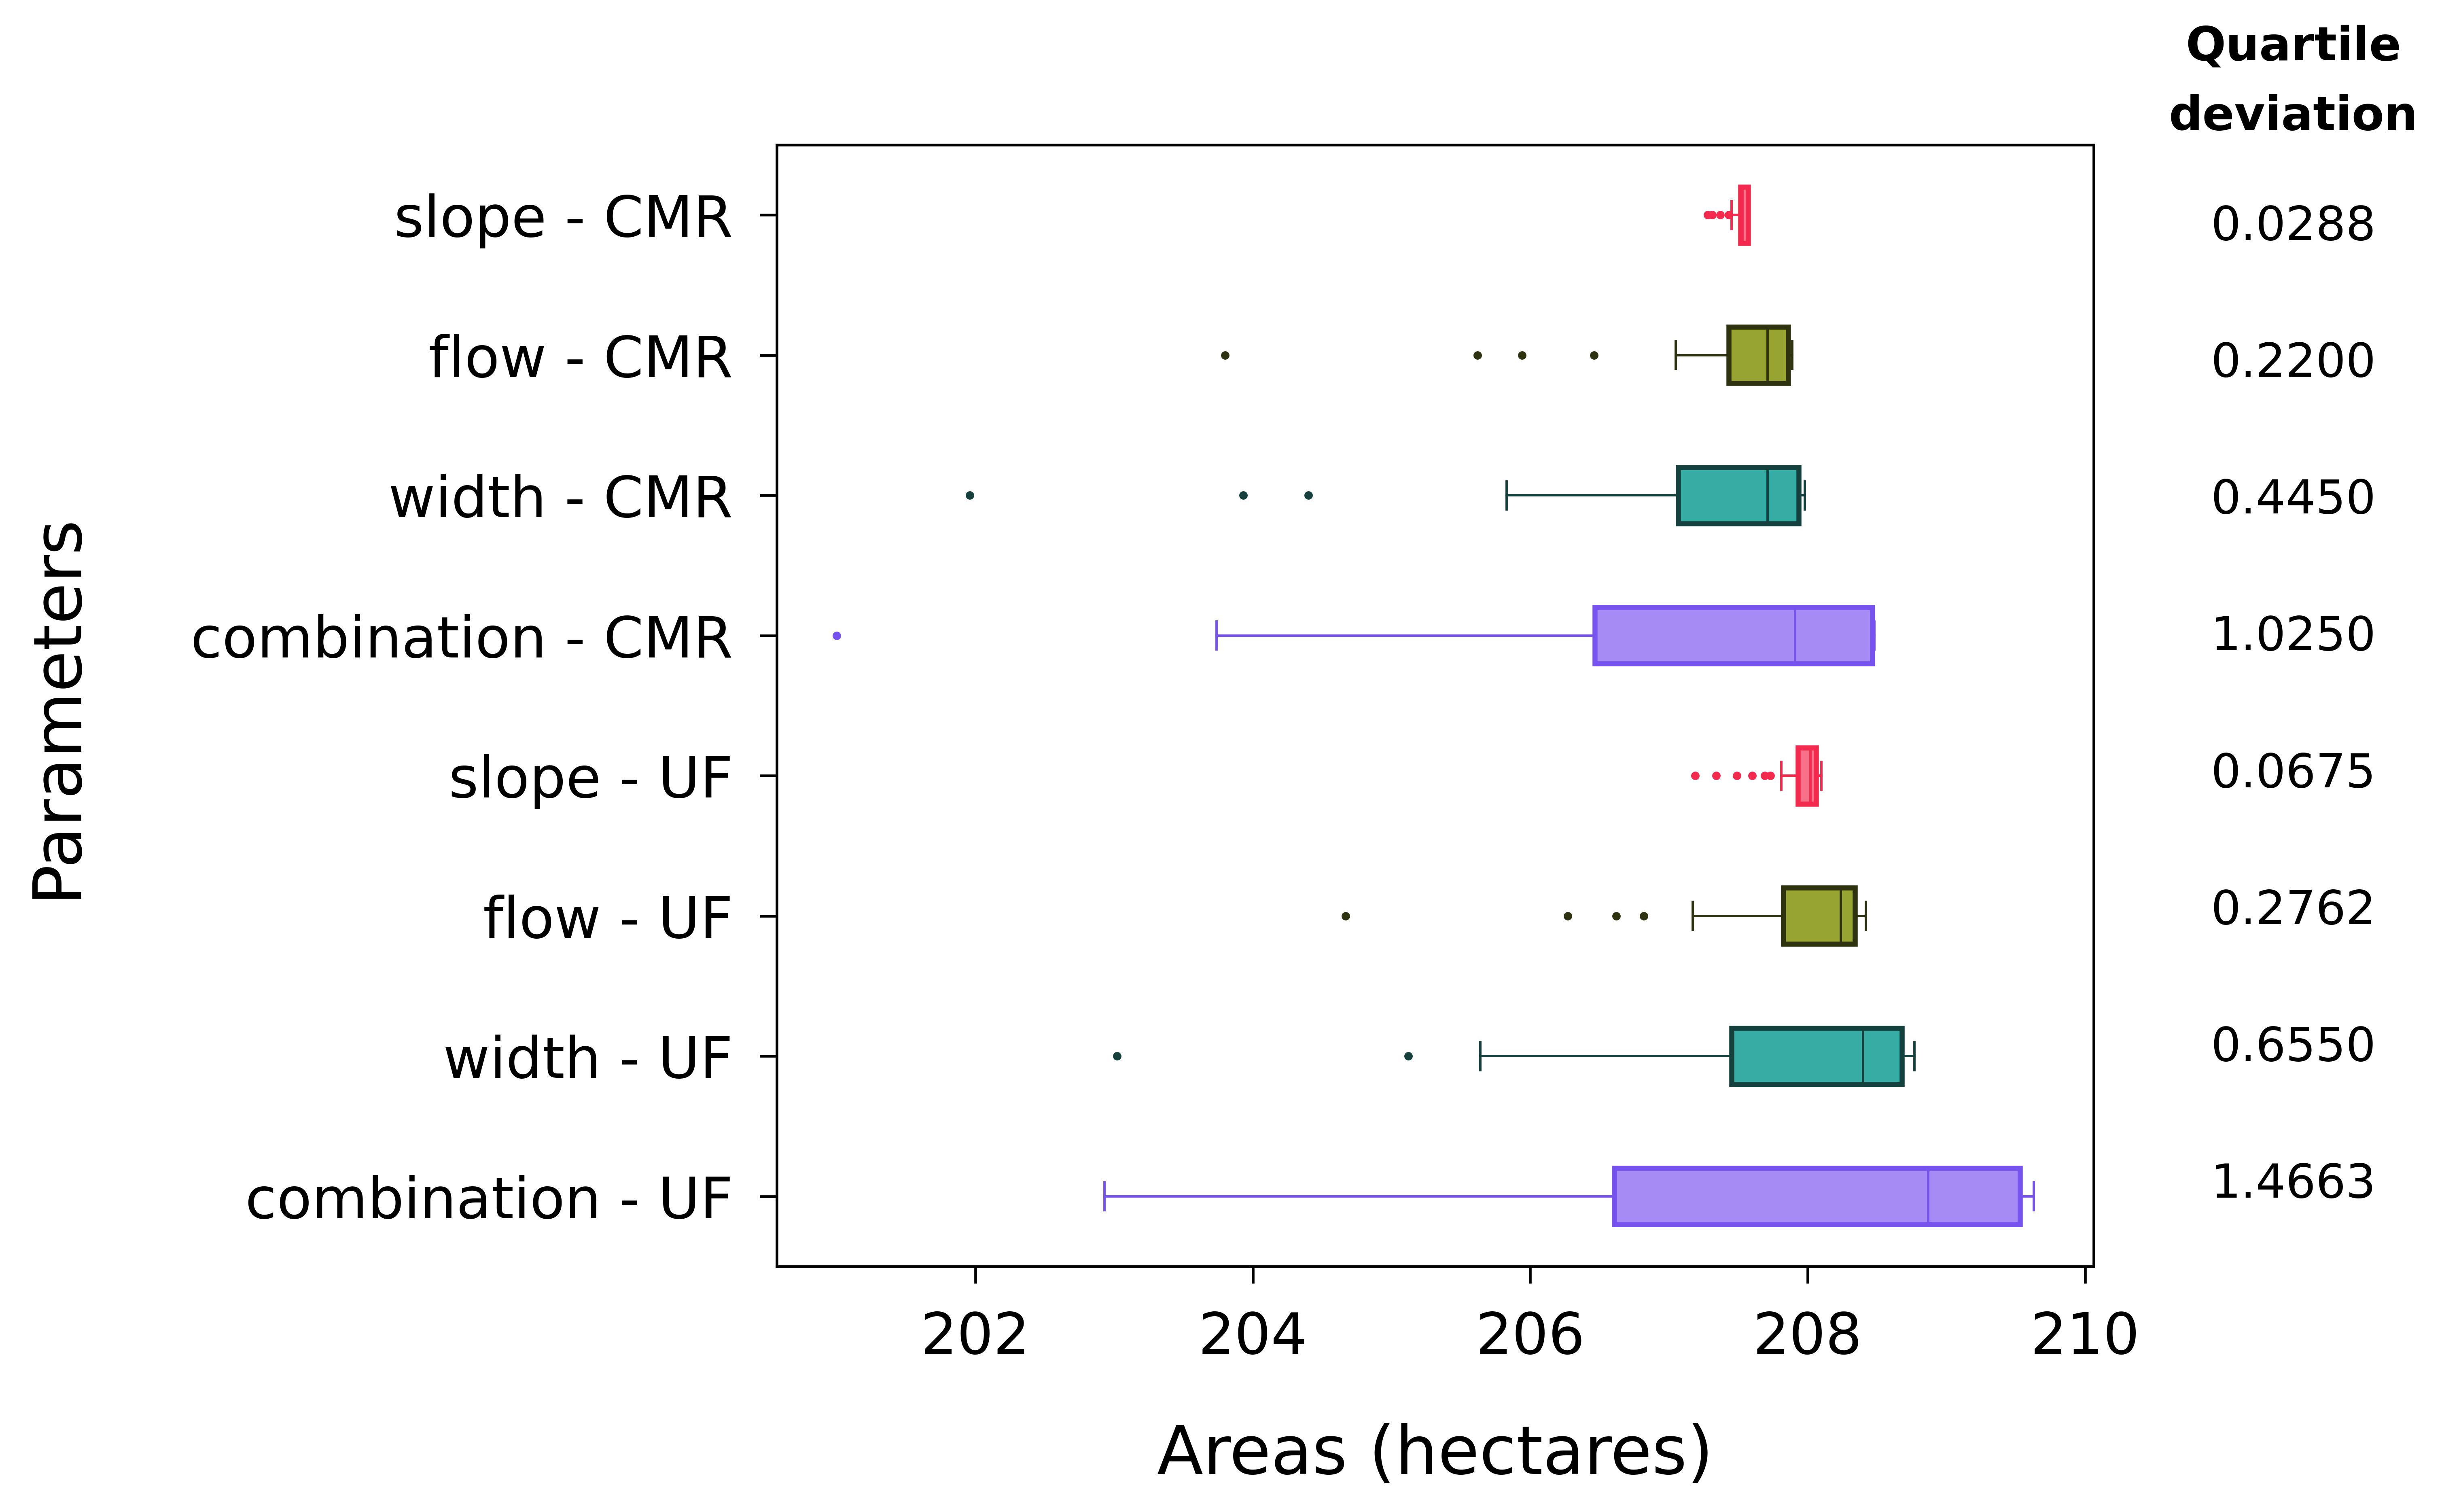 Quartile
deviation
slope - CMR 0.0288
flow - CMR 0.2200
width - CMR 0.4450
combination - CMR 1.0250
slope - UF 0.0675
flow - UF 0.2762
width - UF 0.6550
combination - UF 1.4663
Parameters
202 204 206 208 210
Areas (hectares)